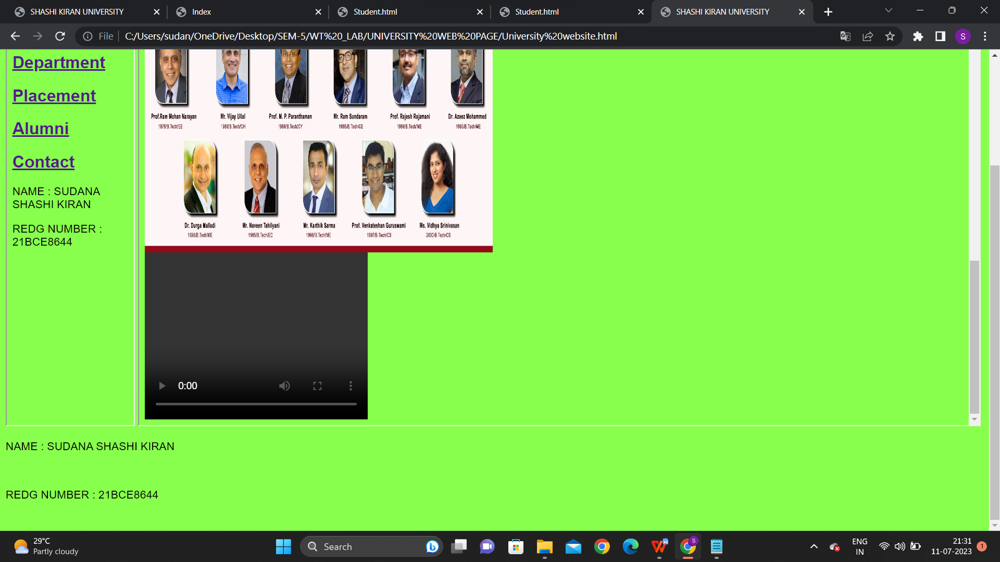 SHASHI KIRAN UNIVERSITY
Index
Student.html
Student.html
SHASHI KIRAN UNIVERSITY
File
C:/Users/sudan/OneDrive/Desktop/SEM-5/WT%20_LAB/UNIVERSITY%20WEB%20PAGE/University%20website.html
S
Department
Placement
Alumni
Contact
NAME : SUDANA
SHASHI KIRAN
REDG NUMBER :
21BCE8644
Prof.Ram Mohan Narayan
1976/B.Tech/EE
Mr. Vijay Ullal
1980/B.Tech/CH
Prof. M. P. Paranthaman
1988/B.Tech/CY
Mr. Ram Sundaram
1988/B.Tech/CE
Prof. Rajesh Rajamani
1989/B.Tech/ME
Dr. Azeez Mohammed
1993/B.Tech/ME
Dr. Durga Malladi
1993/B.Tech/ME
Mr. Naveen Tahilyani
1995/B.Tech/EC
Mr. Karthik Sarma
1996/B.Tech/ME
Prof. Venkateshan Guruswami
1997/B.Tech/CS
Ms. Vidhya Srinivasan
2000/B.Tech/CS
0:00
NAME : SUDANA SHASHI KIRAN
REDG NUMBER : 21BCE8644
29°C
Partly cloudy
Search
S
ENG
IN
21:31
11-07-2023
1